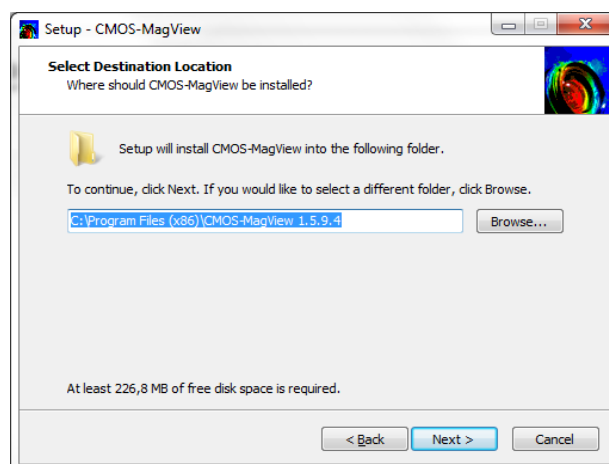 Setup - CMOS-MagView
Select Destination Location
Where should CMOS-MagView be installed?
Setup will install CMOS-MagView into the following folder.
To continue, click Next. If you would like to select a different folder, click Browse.
C:\Program Files (x86)\CMOS-MagView 1.5.9.4
Browse...
At least 226,8 MB of free disk space is required.
< Back
Next >
Cancel